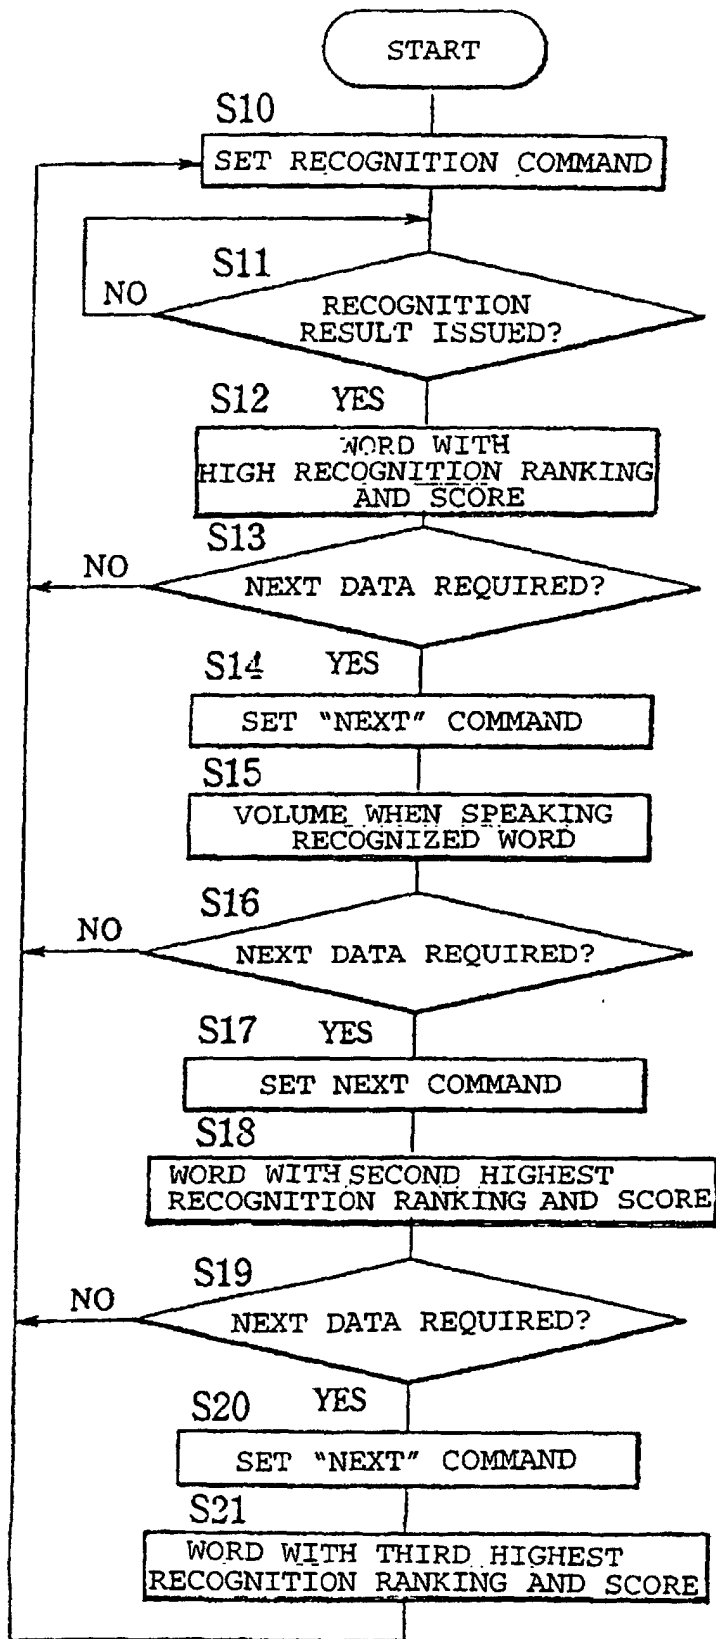 START
S10
SET RECOGNITION COMMAND
S11
NO
RECOGNITION
RESULT ISSUED?
S12 YES
WORD WITH
HIGH RECOGNITION RANKING
AND SCORE
S13
NO
NEXT DATA REQUIRED?
S14 YES
SET "NEXT" COMMAND
S15
VOLUME WHEN SPEAKING
RECOGNIZED WORD
S16
NO
NEXT DATA REQUIRED?
S17 YES
SET NEXT COMMAND
S18
WORD WITH SECOND HIGHEST
RECOGNITION RANKING AND SCORE
S19
NO
NEXT DATA REQUIRED?
S20 YES
SET "NEXT" COMMAND
S21
WORD WITH THIRD HIGHEST
RECOGNITION RANKING AND SCORE